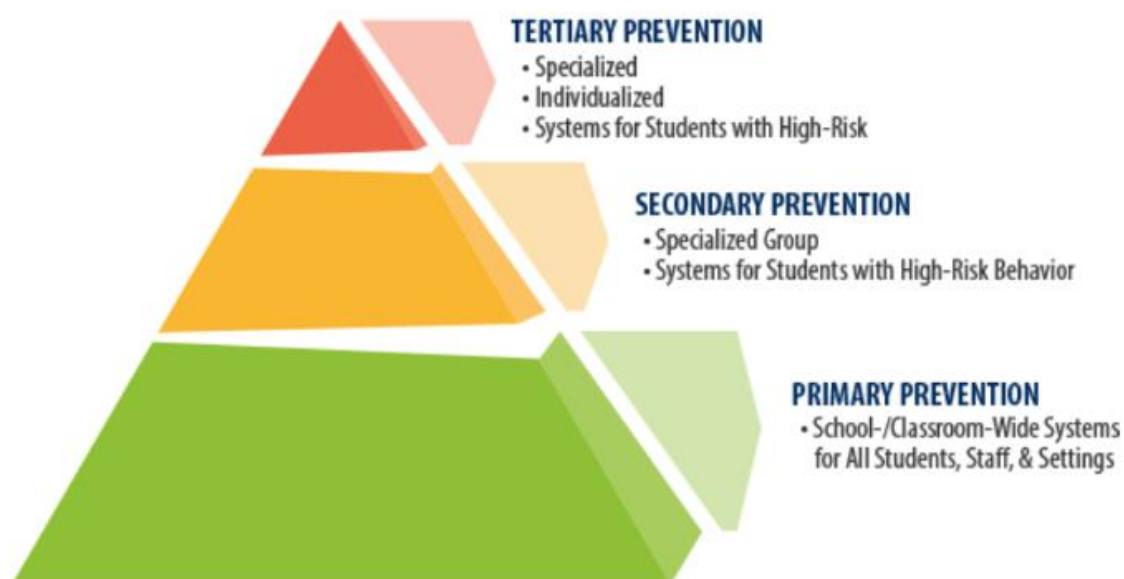 TERTIARY PREVENTION
• Specialized
• Individualized
• Systems for Students with High-Risk
SECONDARY PREVENTION
• Specialized Group
• Systems for Students with High-Risk Behavior
PRIMARY PREVENTION
• School-/Classroom-Wide Systems
for All Students, Staff, & Settings